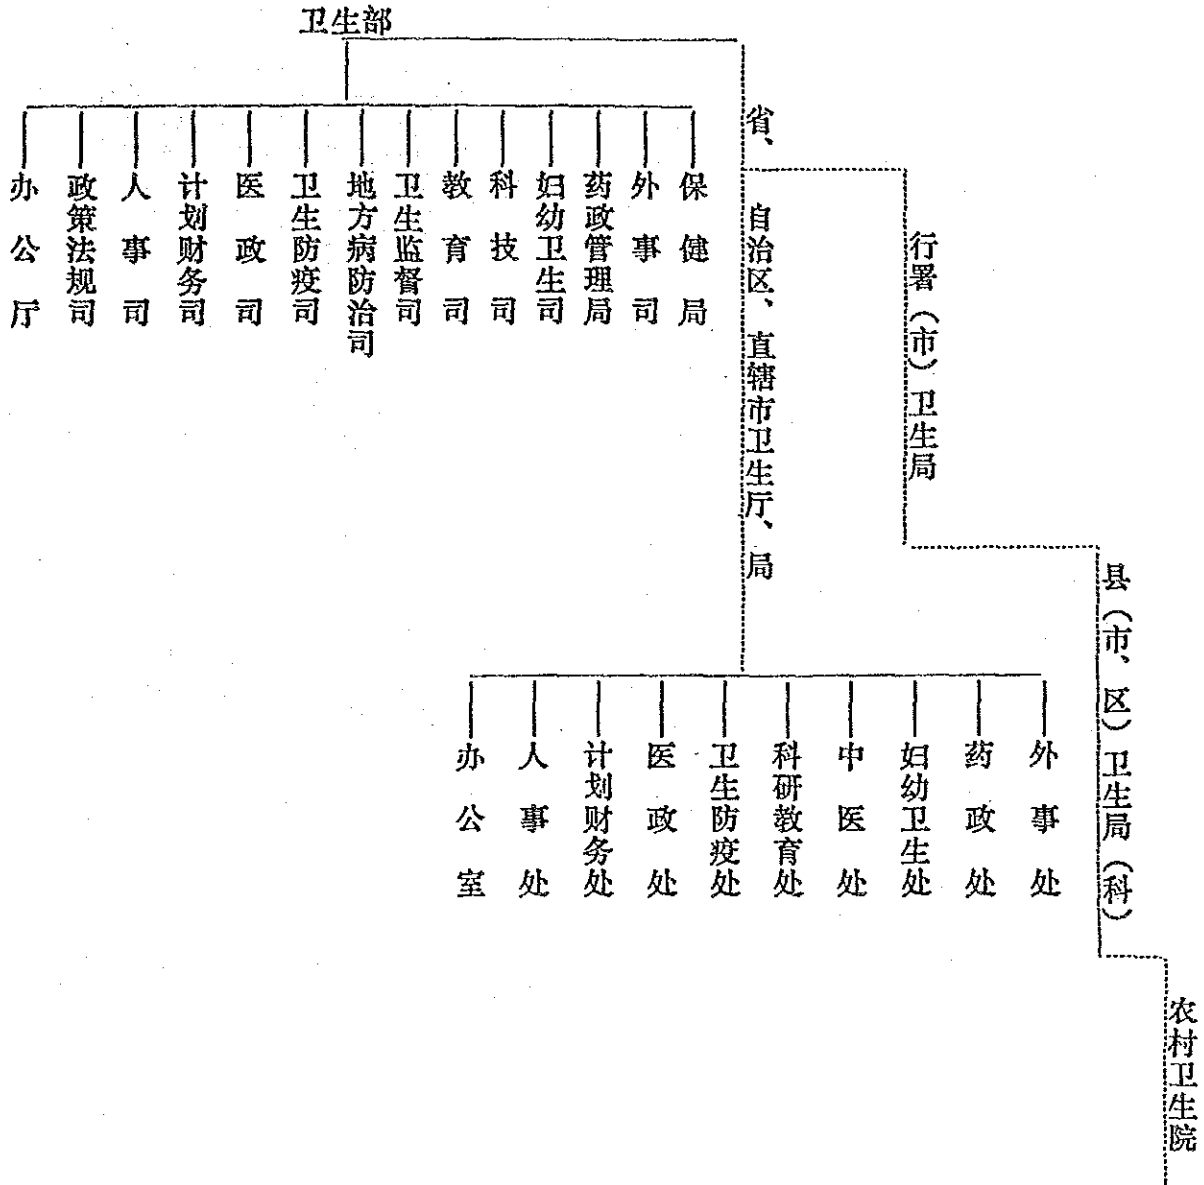 卫生部
办公厅
政策法规司
人事司
计划财务司
医政司
卫生防疫司
地方病防治司
卫生监督司
教育司
科技司
妇幼卫生司
药政管理局
外事司
保健局
省、自治区、直辖市卫生厅、局
行署（市）卫生局
办公室
人事处
计划财务处
医政处
卫生防疫处
科研教育处
中医处
妇幼卫生处
药政处
外事处
县（市、区）卫生局（科）
农村卫生院